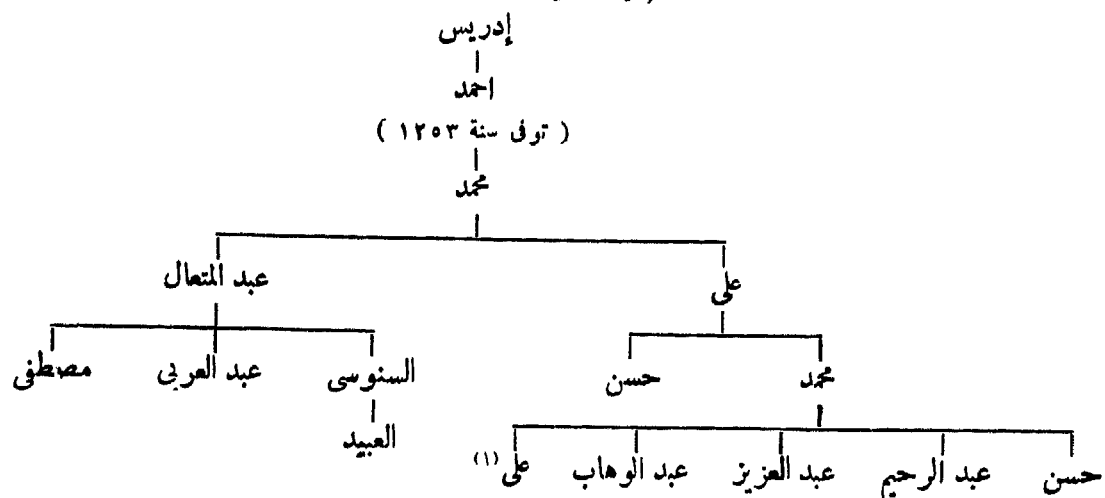 إدريس
احمد
( توفى سنة ١٢٥٣ )
محمد
على عبد المتعال
محمد حسن السنوسى عبد العربى مصطفى
العبيد
حسن عبد الرحيم عبد العزيز عبد الوهاب على (١)